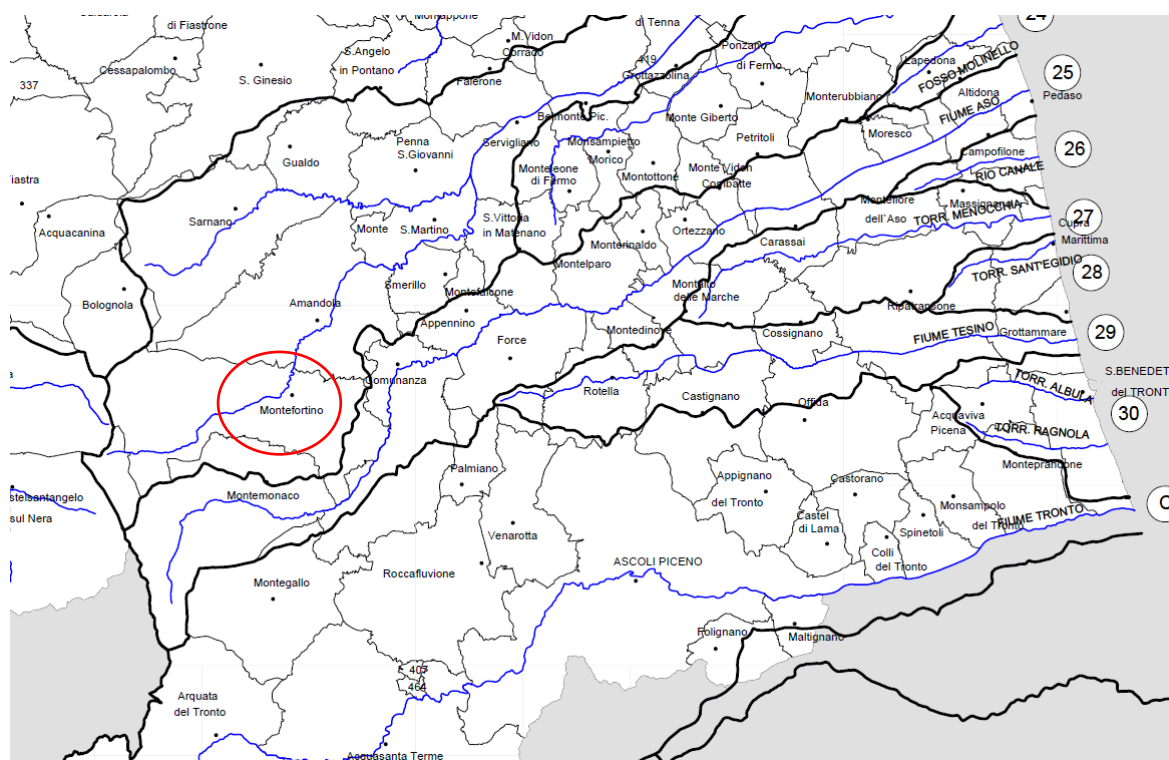 di Fiastrone
Cessapalombo
337
S. Ginesio
S.Angelo
in Pontano
M.Vidon
Corrado
Falerone
di Tenna
419
Grottazzolina
Ponzano
di Fermo
24
Lapedona
FOSSO MOLINELLO
25
Altidona
Pedaso
FIUME ASO
Monterubbiano
Moresco
Belmonte Pic.
Monte Giberto
Petritoli
Servigliano
Monsampietro
Morico
Penna
S.Giovanni
Gualdo
Monteleone
di Fermo
Montottone
Monte Vidon
Combatte
Campofilone
26
RIO CANALE
Acquacanina
Sarnano
Monte
S.Martino
S.Vittoria
in Matenano
Monterinaldo
Ortezzano
Montefiore
dell'Aso
Massignano
TORR. MENOCCHIA
27
Cupra
Marittima
Carassai
Montelparo
TORR. SANT'EGIDIO
28
Bolognola
Smerillo
Montefalcone
Appennino
Amandola
Montalto
delle Marche
Ripatransone
Force
Montedinove
Cossignano
FIUME TESINO
Grottammare
29
Comunanza
S.BENEDET
del TRONT
TORR. ALBULA
30
Montefortino
Rotella
Castignano
Offida
Acquaviva
Picena
TORR. RAGNOLA
Monteprandone
Montemonaco
Palmiano
Appignano
del Tronto
Castorano
Monsampolo
del Tronto
FIUME TRONTO
telsantangelo
sul Nera
Venarotta
Castel
di Lama
Spinetoli
Colli
del Tronto
Montegallo
Roccafluvione
ASCOLI PICENO
Folignano
Maltignano
407
464
Arquata
del Tronto
Acquasanta Terme